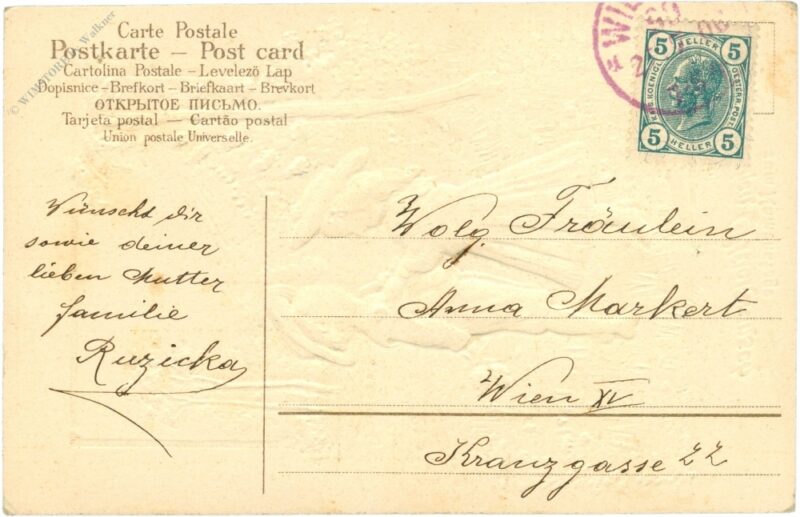 Carte Postale
Postkarte – Post card
Cartolina Postale – Levelező Lap
Dopisnice – Brefkort – Briefkaart – Brevkort
ОТКРЫТОЕ ПИСЬМО.
Tarjeta postal – Cartão postal
Union postale Universelle.
5 HELLER 5
KAIS. KOENIGL. OESTERR. POST
5 HELLER 5
Wünscht dir
sowie deiner
lieben Mutter
familie
Ruzicka
Wolg. Fräulein
Anna Markert
Wien XV
Kranzgasse 22